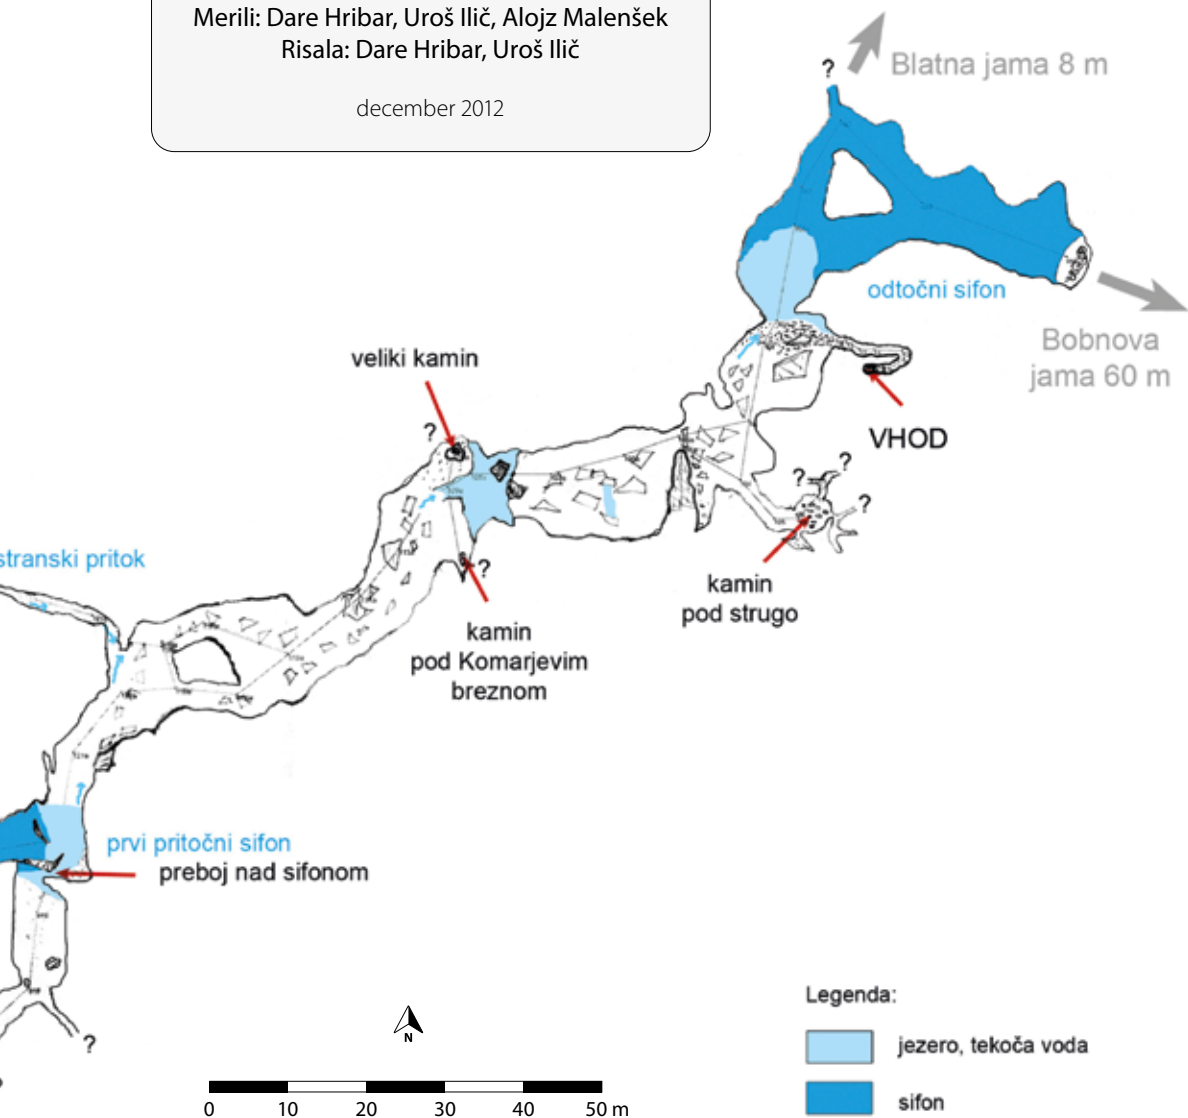 Merili: Dare Hribar, Uroš Ilič, Alojz Malenšek
Risala: Dare Hribar, Uroš Ilič
december 2012
?
Blatna jama 8 m
odtočni sifon
Bobnova
jama 60 m
veliki kamin
?
VHOD
?
?
?
?
stranski pritok
kamin
pod strugo
kamin
pod Komarjevim
breznom
prvi pritočni sifon
preboj nad sifonom
?
N
0 10 20 30 40 50 m
Legenda:
jezero, tekoča voda
sifon